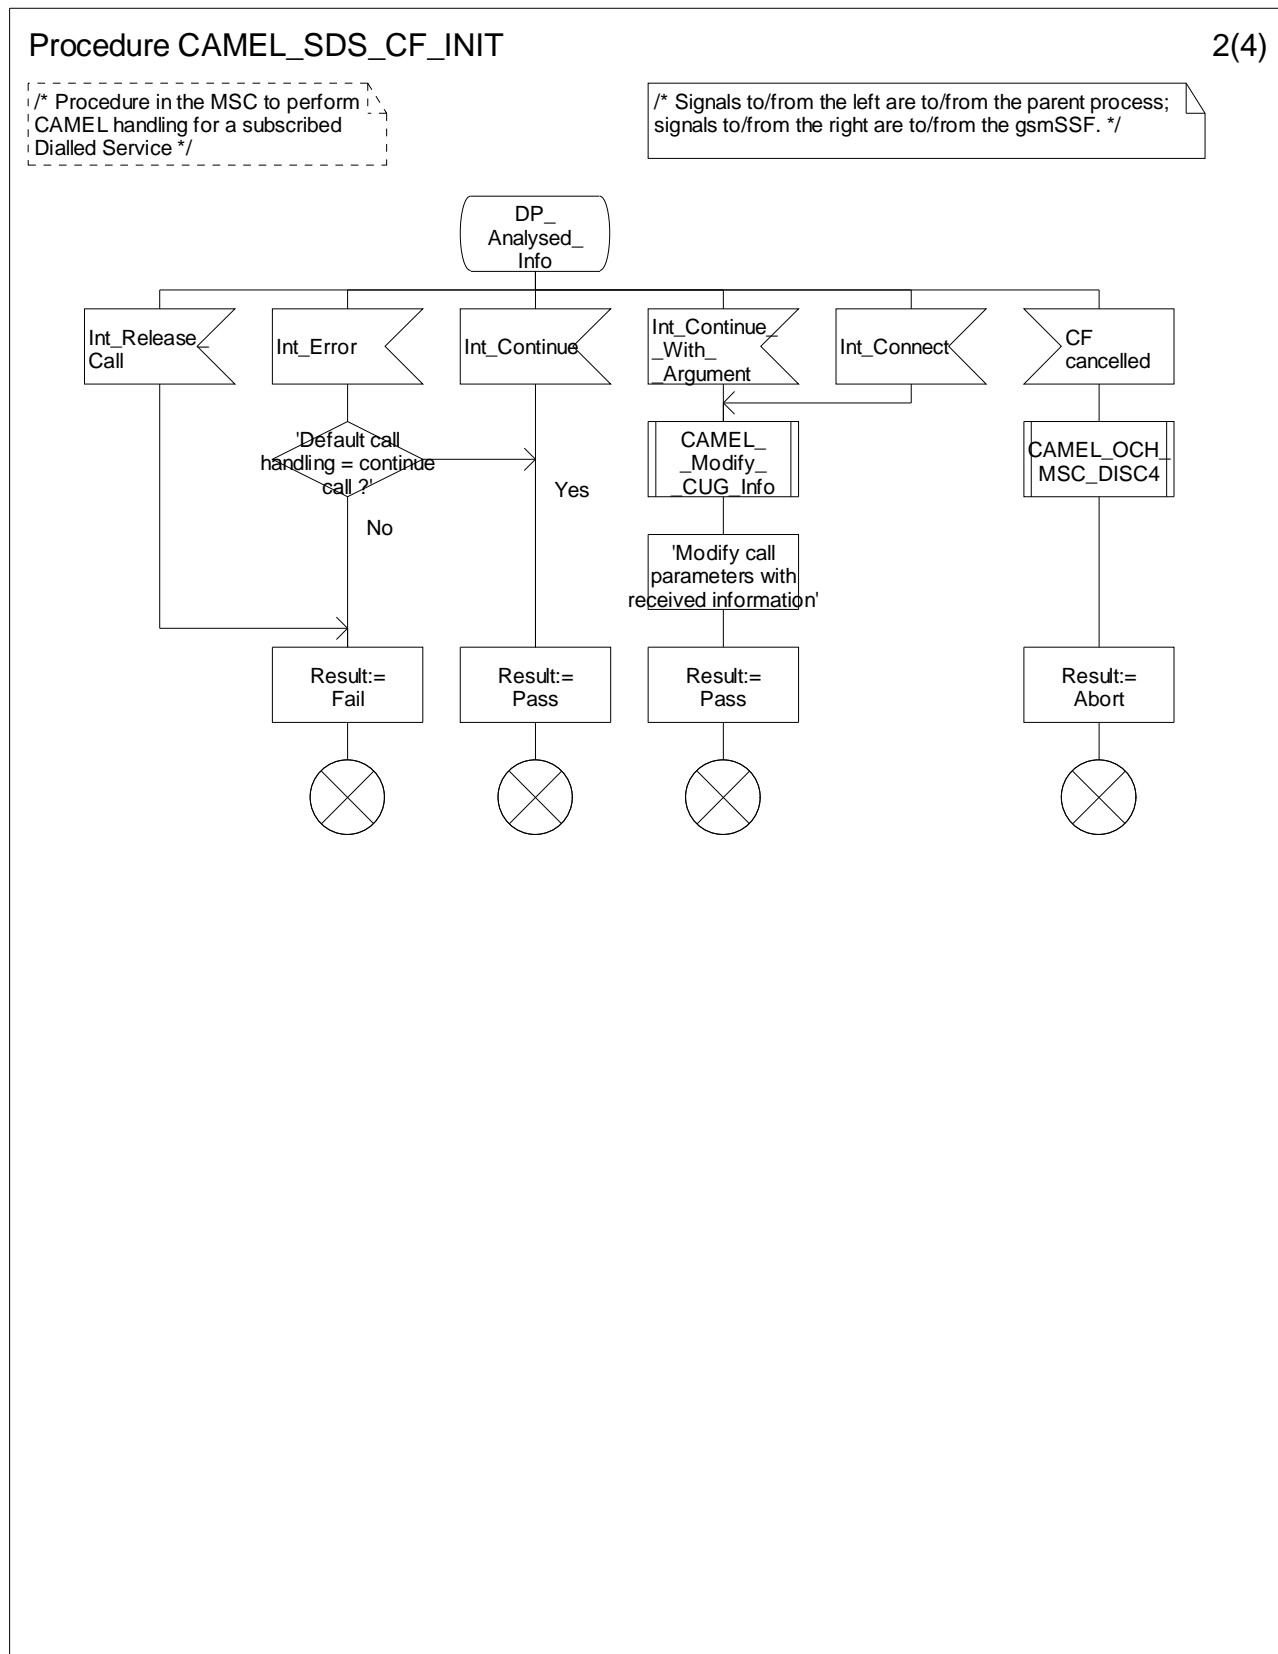 Procedure CAMEL_SDS_CF_INIT
2(4)
/* Procedure in the MSC to perform
CAMEL handling for a subscribed
Dialled Service */
/* Signals to/from the left are to/from the parent process;
signals to/from the right are to/from the gsmSSF. */
DP_
Analysed_
Info
Int_Release_
Call
Int_Error
Int_Continue
Int_Continue_
_With_
_Argument
Int_Connect
CF
cancelled
'Default call
handling = continue
call ?'
Yes
No
CAMEL_
_Modify_
_CUG_Info
CAMEL_OCH_
MSC_DISC4
'Modify call
parameters with
received information'
Result:=
Fail
Result:=
Pass
Result:=
Pass
Result:=
Abort